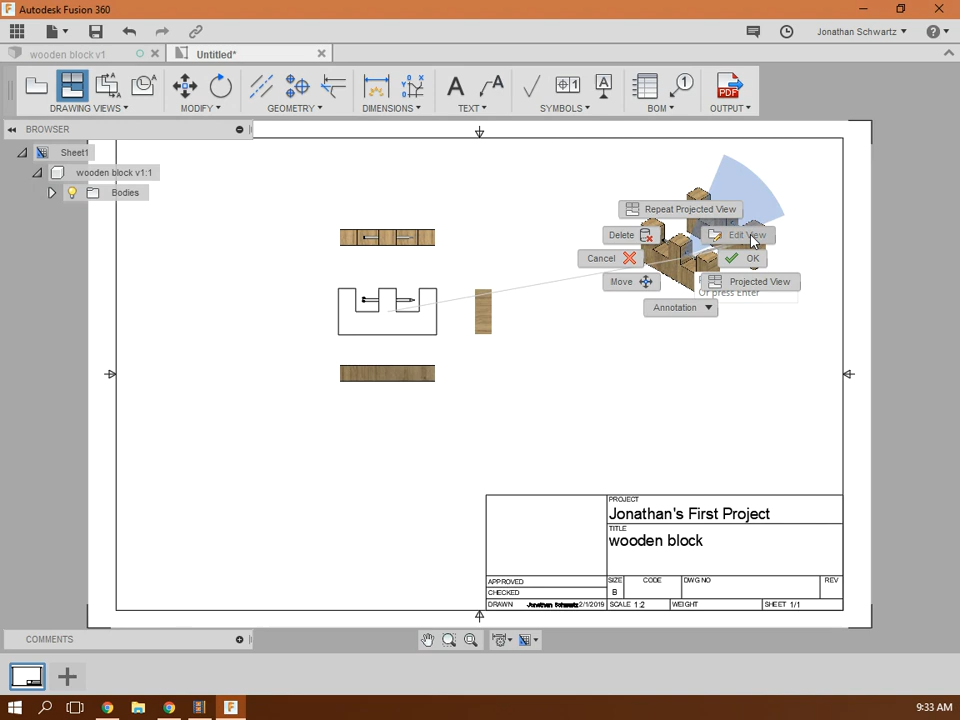 Autodesk Fusion 360
Jonathan Schwartz
wooden block v1
Untitled*
DRAWING VIEWS
MODIFY
GEOMETRY
DIMENSIONS
TEXT
SYMBOLS
BOM
OUTPUT
BROWSER
Sheet1
wooden block v1:1
Bodies
Repeat Projected View
Delete
Edit View
Cancel
OK
Move
Projected View
Or press Enter
Annotation
PROJECT
Jonathan's First Project
TITLE
wooden block
APPROVED
CHECKED
DRAWN Jonathan Schwartz 2/1/2019
SIZE
B
CODE
DWG NO
REV
SCALE 1:2
WEIGHT
SHEET 1/1
COMMENTS
9:33 AM